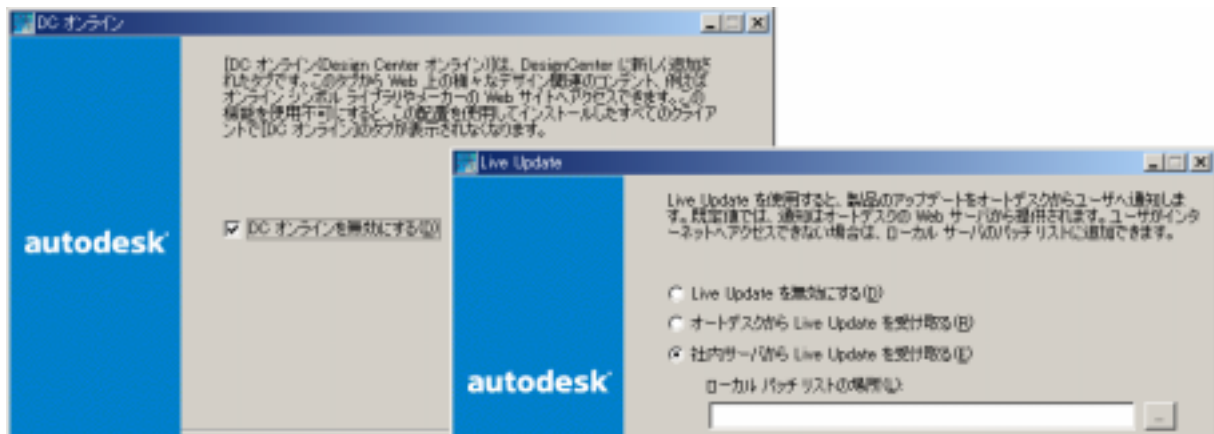 DC オンライン
[DC オンライン(Design Center オンライン)]は、DesignCenter に新しく追加さ
れたタブです。このタブから Web 上の様々なデザイン関連のコンテント、例えば
オンライン シンボル ライブラリやメーカーの Web サイトへアクセスできます。この
機能を使用不可にすると、この配置を使用してインストールしたすべてのクライア
ントで[DC オンライン]のタブが表示されなくなります。
DC オンラインを無効にする(D)
autodesk
Live Update
Live Update を使用すると、製品のアップデートをオートデスクからユーザへ通知しま
す。既定値では、通知はオートデスクの Web サーバから提供されます。ユーザがインタ
ーネットへアクセスできない場合は、ローカル サーバのパッチ リストに追加できます。
Live Update を無効にする(D)
オートデスクから Live Update を受け取る(R)
社内サーバから Live Update を受け取る(E)
ローカル パッチ リストの場所(L):
...
autodesk